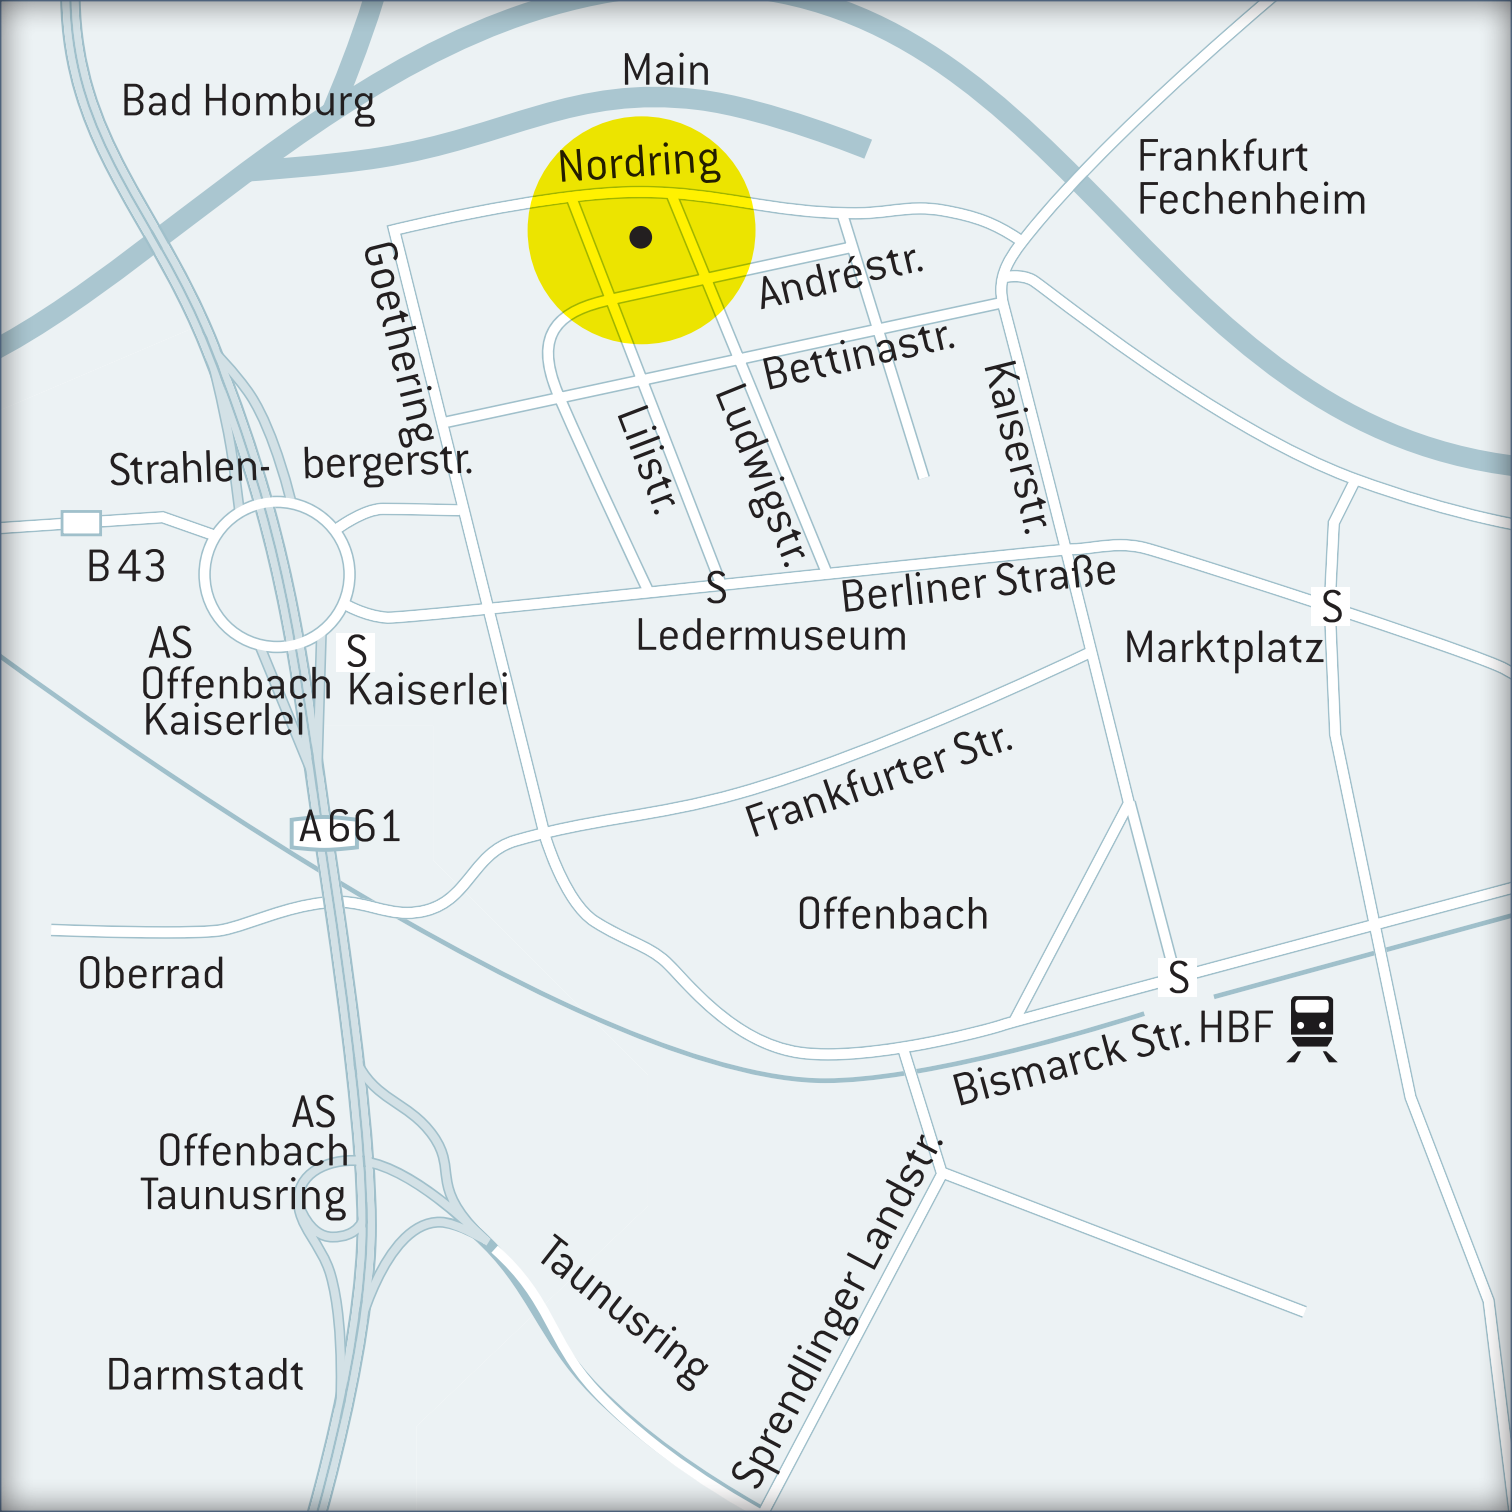 Main
Bad Homburg
Nordring
Frankfurt
Fechenheim
Goethering
Andréstr.
Bettinastr.
Kaiserstr.
Lilistr.
Ludwigstr.
Strahlen- bergerstr.
B 43
S
Berliner Straße
S
Ledermuseum
Marktplatz
AS
Offenbach
Kaiserlei
S
Kaiserlei
Frankfurter Str.
A 661
Offenbach
Oberrad
S
HBF
Bismarck Str.
AS
Offenbach
Taunusring
Taunusring
Sprendlinger Landstr.
Darmstadt